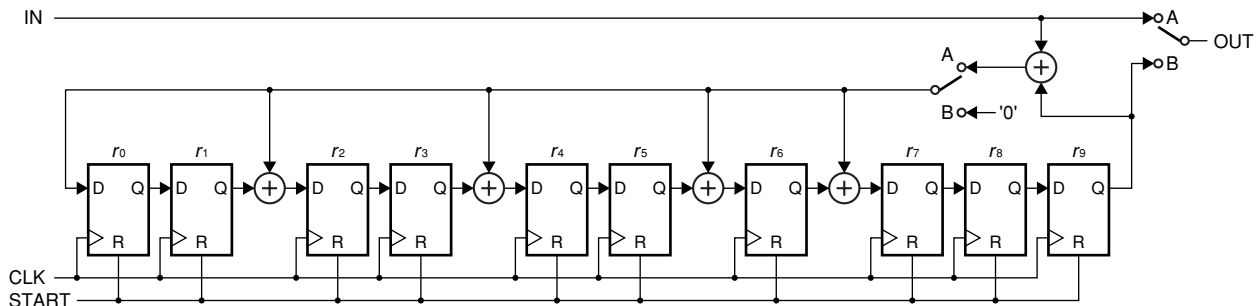 IN
A
OUT
A
B
B
'0'
r0 r1 r2 r3 r4 r5 r6 r7 r8 r9
D Q D Q D Q D Q D Q D Q D Q D Q D Q D Q
R R R R R R R R R R
CLK
START